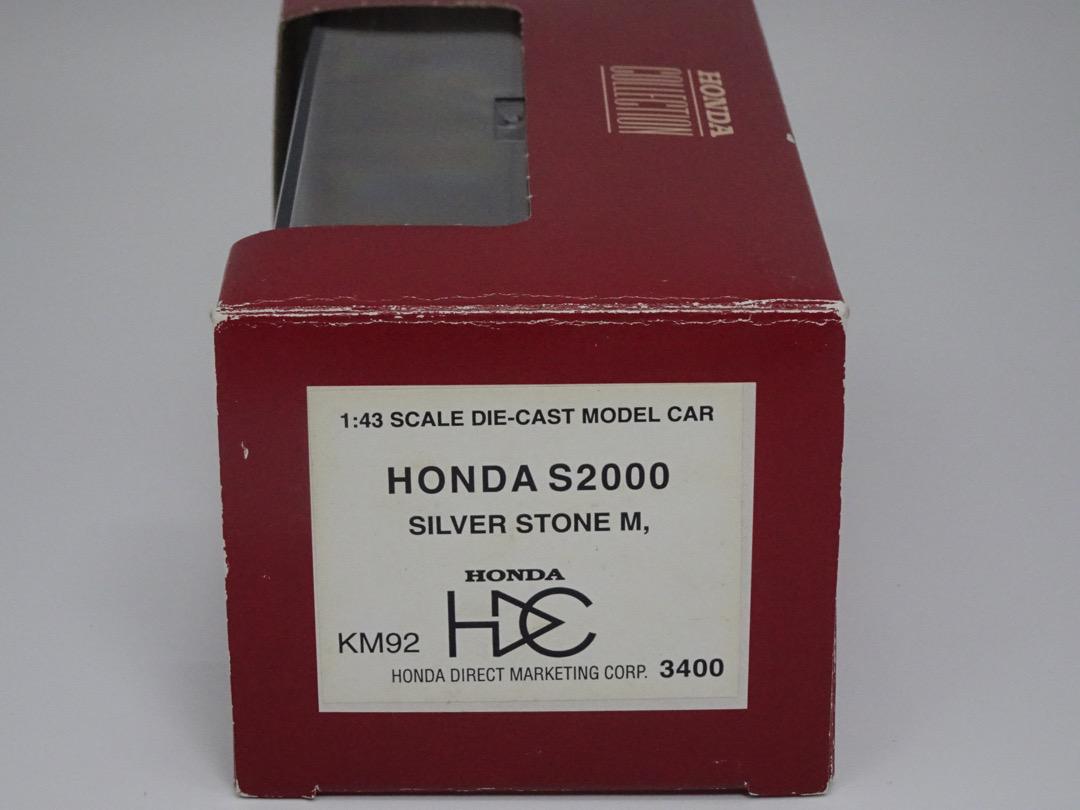 HONDA
COLLECTION
1:43 SCALE DIE-CAST MODEL CAR
HONDA S2000
SILVER STONE M,
HONDA
HDC
KM92
HONDA DIRECT MARKETING CORP. 3400